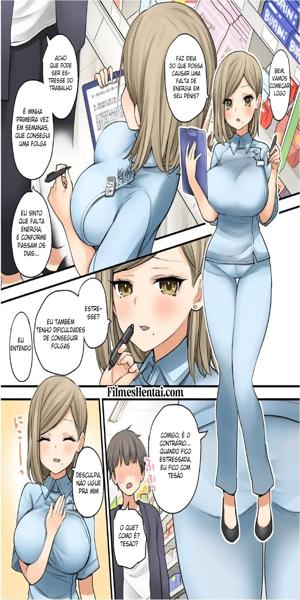 BEM,
VAMOS COMEÇAR
LOGO
FAZ IDEIA DO QUE POSSA
CAUSAR UMA
FALTA DE
ENERGIA EM
SEU PÊNIS?
ACHO
QUE PODE
SER ES-
TRESSE DO
TRABALHO
E MINHA
PRIMEIRA VEZ
EM SEMANAS,
QUE CONSEGUI
UMA FOLGA
EU SINTO
QUE FALTA
ENERGIA,
E CONFORME
PASSAM OS
DIAS...
ESTRE-
SSE?
EU TAMBÉM
TENHO DIFICULDADES
DE CONSEGUIR
FOLGAS
EU
ENTENDO
FilmesHentai.com
COMIGO, É O
CONTRÁRIO...
QUANDO FICO
ESTRESSADA,
EU FICO COM
TESÃO
DESCULPA,
NÃO LIGUE
PRA MIM
O QUE?
COMO É?
TESÃO?